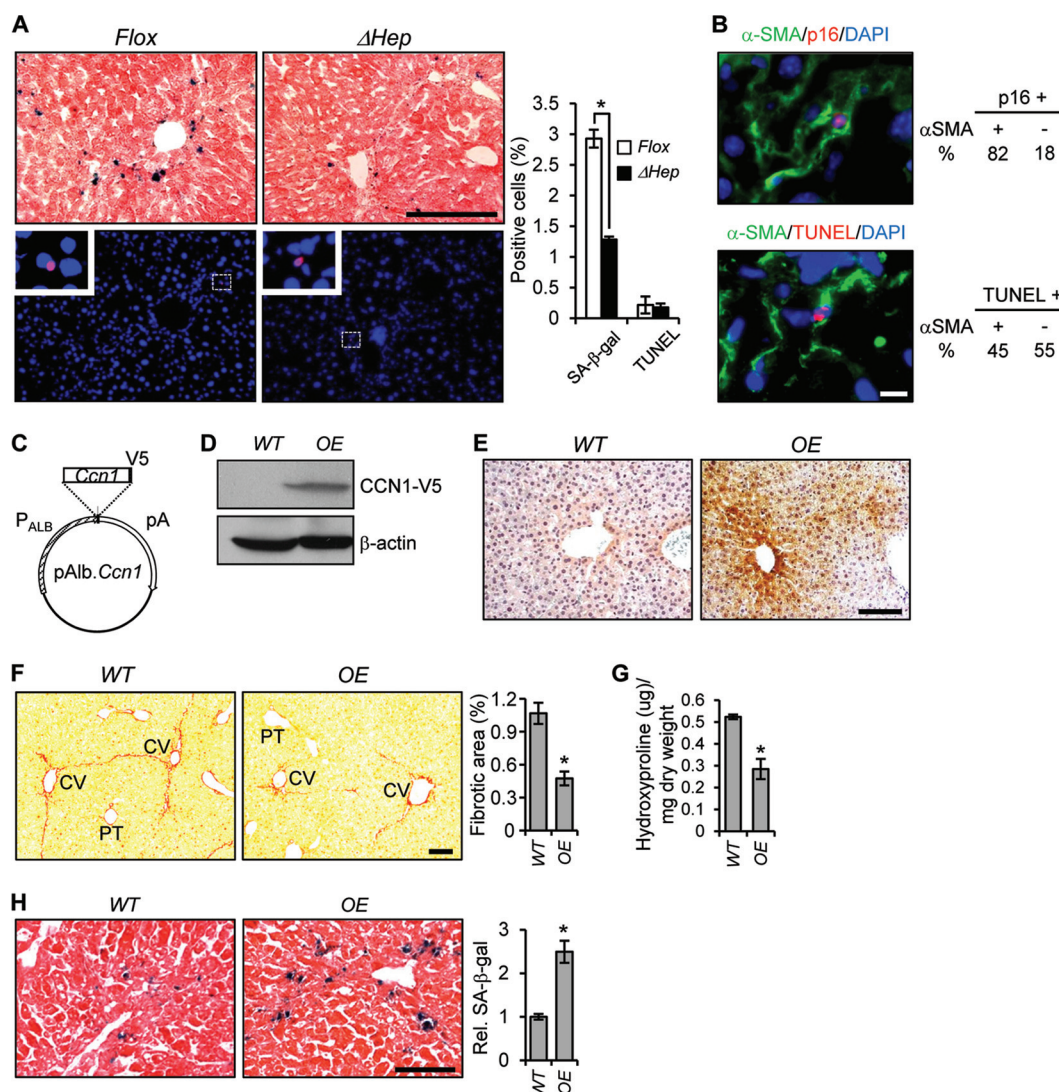 A
Flox
ΔHep
3.5
3
2.5
2
1.5
1
0.5
0
Positive cells (%)
*
Flox
ΔHep
SA-β-gal
TUNEL
B
α-SMA/p16/DAPI
p16 +
αSMA + -
% 82 18
α-SMA/TUNEL/DAPI
TUNEL +
αSMA + -
% 45 55
C
V5
Ccn1
PALB
pA
pAlb.Ccn1
D
WT OE
CCN1-V5
β-actin
E
WT
OE
F
WT
CV
CV
PT
OE
PT
CV
CV
Fibrotic area (%)
1.2
0.9
0.6
0.3
0
*
WT
OE
G
Hydroxyproline (ug)/
mg dry weight
0.6
0.5
0.4
0.3
0.2
0.1
0
*
WT
OE
H
WT
OE
Rel. SA-β-gal
3
2
1
0
*
WT
OE